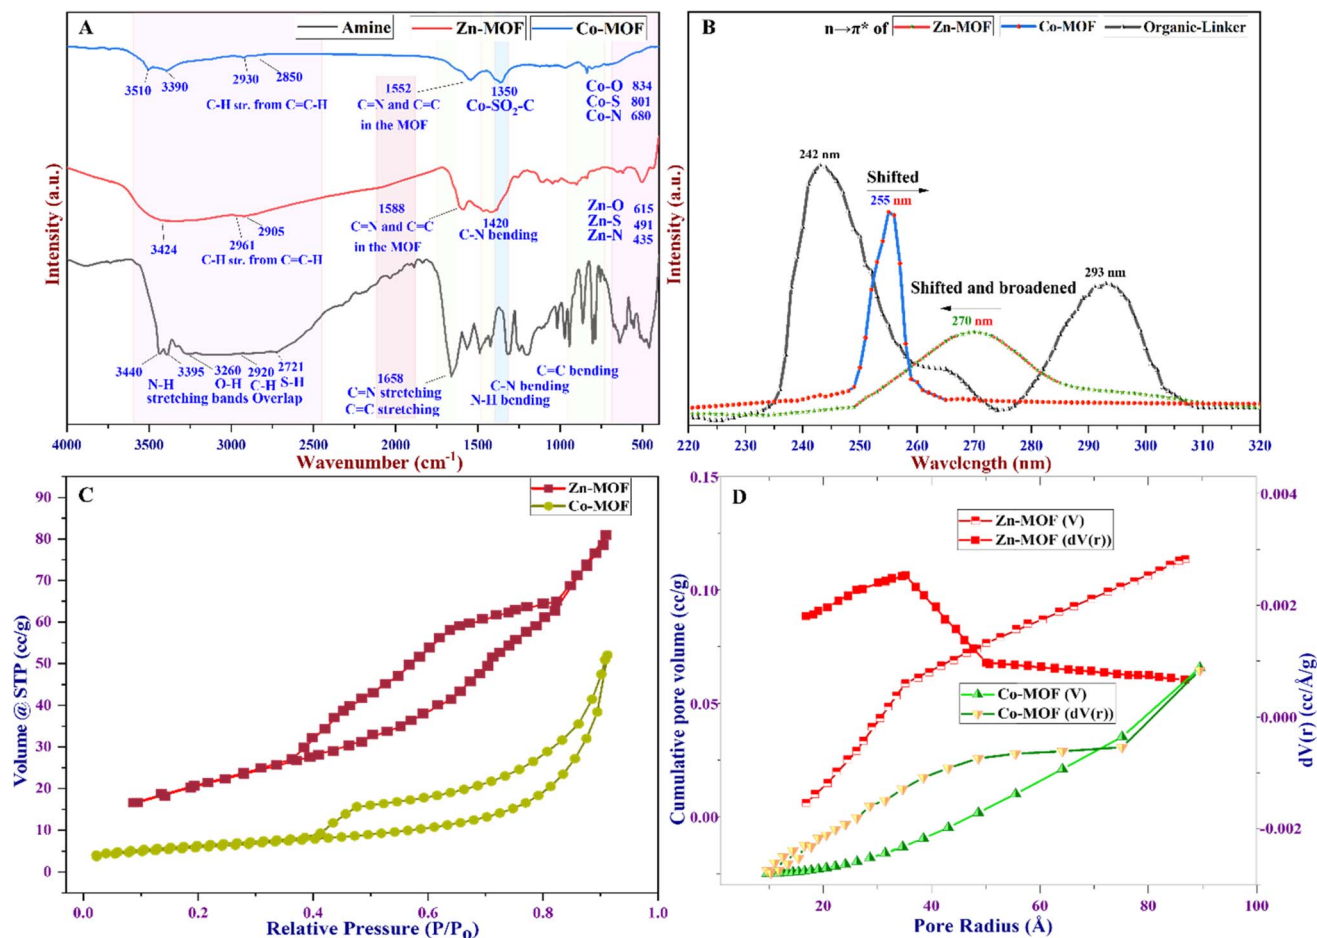 A
Amine
Zn-MOF
Co-MOF
3510
3390
2930
2850
C-H str. from C=C-H
1552
C=N and C=C
in the MOF
1350
Co-SO2-C
Co-O 834
Co-S 801
Co-N 680
3424
2961
2905
C-H str. from C=C-H
1588
C=N and C=C
in the MOF
1420
C-N bending
Zn-O 615
Zn-S 491
Zn-N 435
3440
3395
3260
2920
2721
N-H
O-H
C-H
S-H
stretching bands Overlap
1658
C=N stretching
C=C stretching
C-N bending
N-H bending
C=C bending
Intensity (a.u.)
4000 3500 3000 2500 2000 1500 1000 500
Wavenumber (cm-1)
B
n→π* of
Zn-MOF
Co-MOF
Organic-Linker
242 nm
Shifted
255 nm
Shifted and broadened
270 nm
293 nm
Intensity (a.u.)
220 230 240 250 260 270 280 290 300 310 320
Wavelength (nm)
C
Zn-MOF
Co-MOF
90
80
70
60
50
40
30
20
10
0
Volume @ STP (cc/g)
0.0 0.2 0.4 0.6 0.8 1.0
Relative Pressure (P/P0)
D
Zn-MOF (V)
Zn-MOF (dV(r))
Co-MOF (V)
Co-MOF (dV(r))
0.15
0.10
0.05
0.00
Cumulative pore volume (cc/g)
0.004
0.002
0.000
-0.002
dV(r) (cc/Å/g)
20 40 60 80 100
Pore Radius (Å)